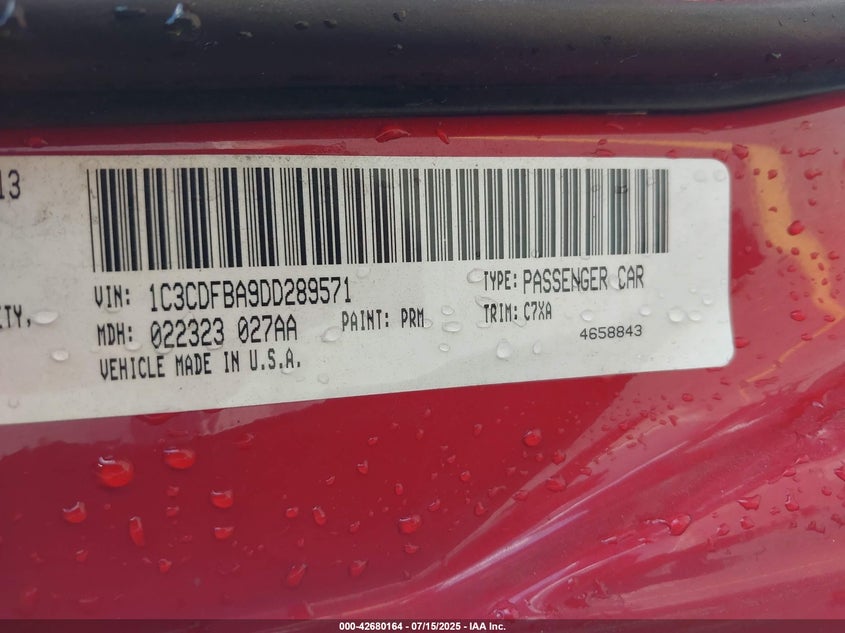 13
VIN: 1C3CDFBA9DD289571
TYPE: PASSENGER CAR
ITY,
MDH: 022323 027AA
PAINT: PRM
TRIM: C7XA
VEHICLE MADE IN U.S.A.
4658843
000-42680164 - 07/15/2025 - IAA Inc.